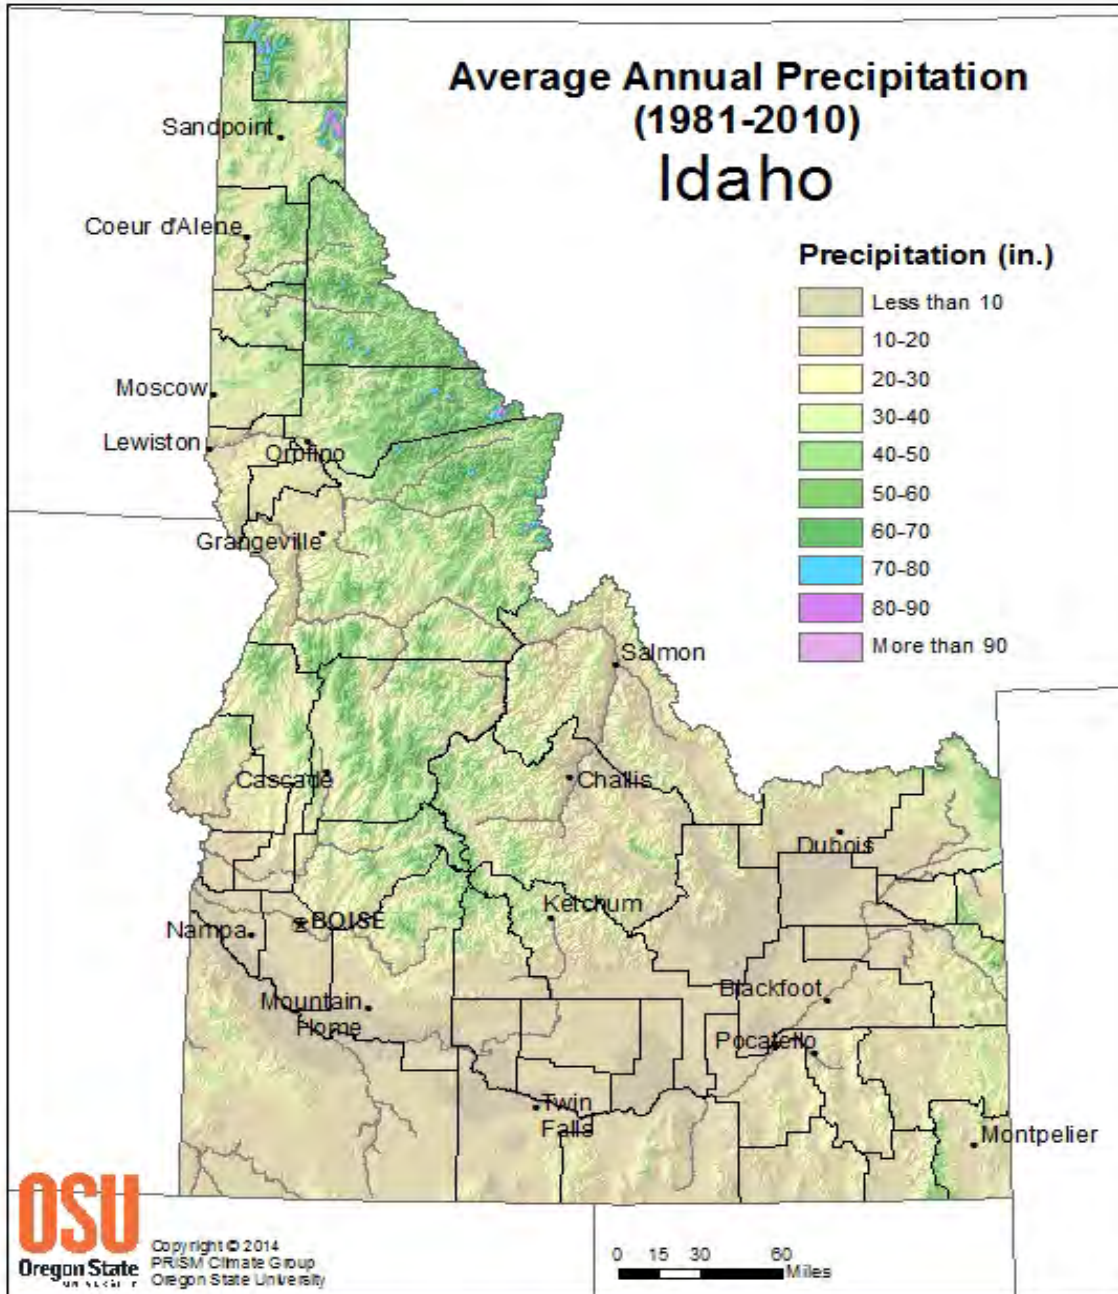 Average Annual Precipitation
(1981-2010)
Idaho
Sandpoint
Coeur d'Alene
Precipitation (in.)
Less than 10
10-20
20-30
30-40
40-50
50-60
60-70
70-80
80-90
More than 90
Moscow
Lewiston
Orofino
Grangeville
Salmon
Cascade
Challis
Dubois
Ketchum
BOISE
Nampa
Blackfoot
Mountain
Home
Pocatello
Twin
Falls
Montpelier
OSU
Oregon State
UNIVERSITY
Copyright © 2014
PRISM Climate Group
Oregon State University
0 15 30 60
Miles